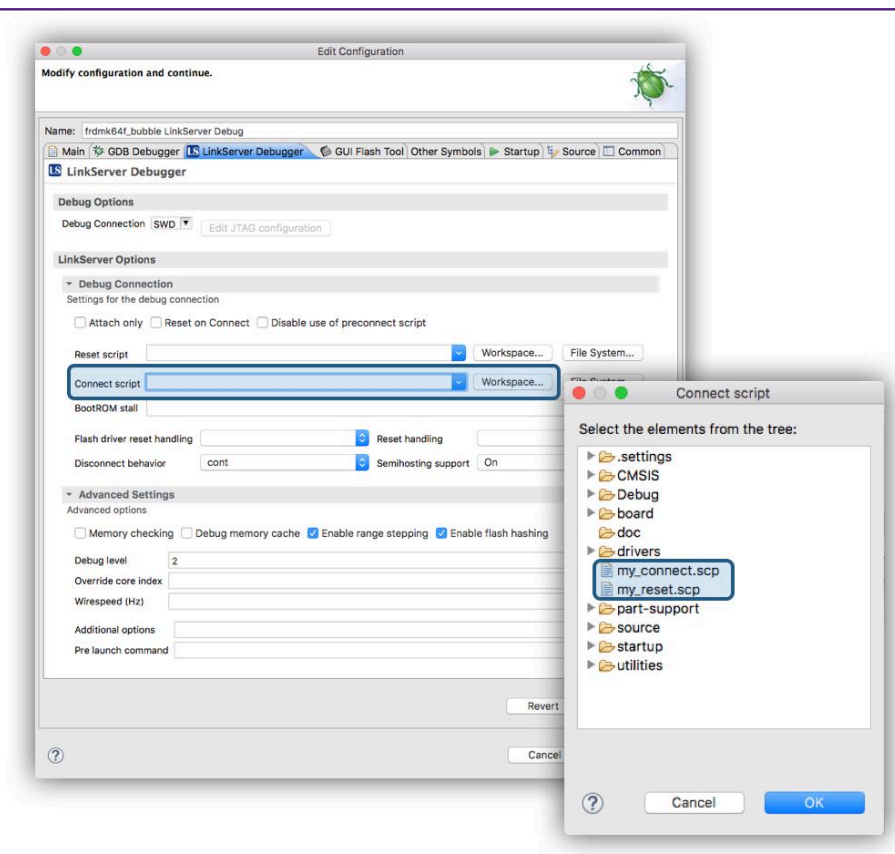 Edit Configuration
Modify configuration and continue.
Name: frdmk64f_bubble LinkServer Debug
Main GDB Debugger LS LinkServer Debugger GUI Flash Tool Other Symbols Startup Source Common
LS LinkServer Debugger
Debug Options
Debug Connection SWD Edit JTAG configuration
LinkServer Options
Debug Connection
Settings for the debug connection
Attach only Reset on Connect Disable use of preconnect script
Reset script Workspace... File System...
Connect script Workspace...
BootROM stall
Flash driver reset handling Reset handling
Disconnect behavior cont Semihosting support On
Advanced Settings
Advanced options
Memory checking Debug memory cache Enable range stepping Enable flash hashing
Debug level 2
Override core index
Wirespeed (Hz)
Additional options
Pre launch command
Revert
? Cancel
Connect script
Select the elements from the tree:
.settings
CMSIS
Debug
board
doc
drivers
my_connect.scp
my_reset.scp
part-support
source
startup
utilities
? Cancel OK